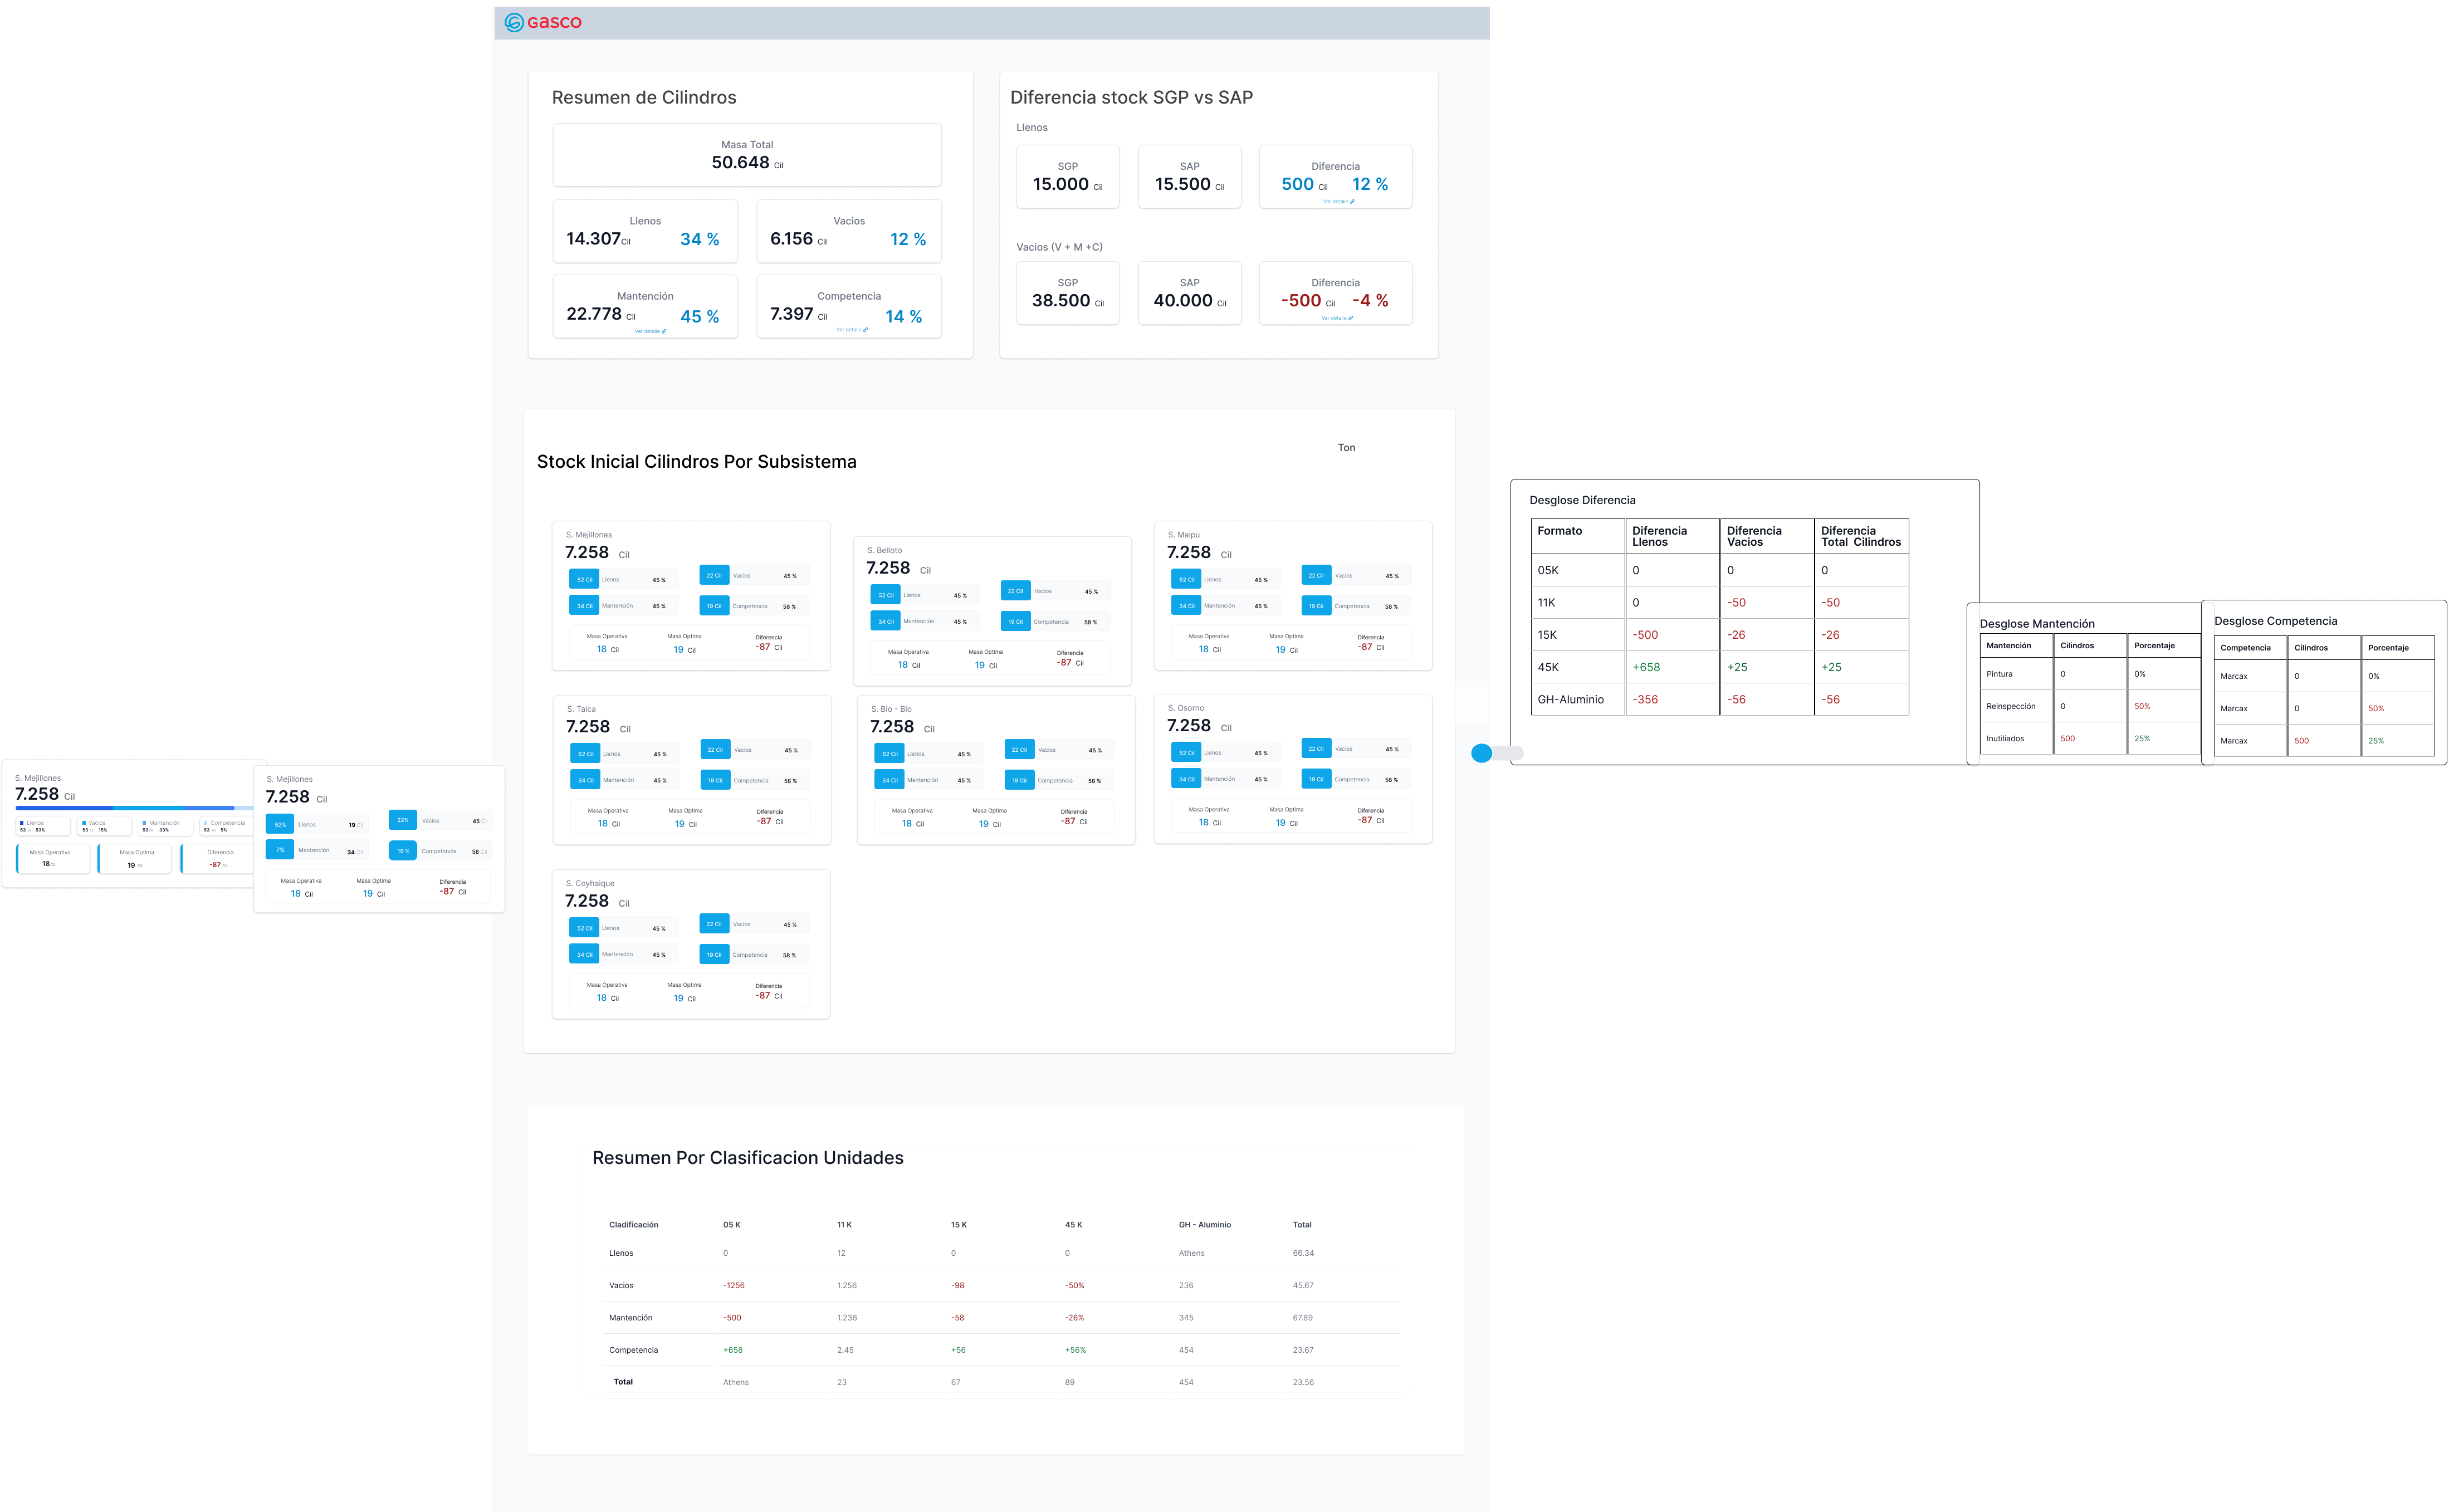 GASCO
Resumen de Cilindros
Masa Total
50.648 Cil
Llenos
14.307 Cil 34 %
Vacios
6.156 Cil 12 %
Mantención
22.778 Cil 45 %
Ver detalle
Competencia
7.397 Cil 14 %
Ver detalle
Diferencia stock SGP vs SAP
Llenos
SGP
15.000 Cil
SAP
15.500 Cil
Diferencia
500 Cil 12 %
Ver detalle
Vacios (V + M +C)
SGP
38.500 Cil
SAP
40.000 Cil
Diferencia
-500 Cil -4 %
Ver detalle
Stock Inicial Cilindros Por Subsistema
Ton
S. Mejillones
7.258 Cil
52 Cil Llenos 45 %
22 Cil Vacios 45 %
34 Cil Mantención 45 %
19 Cil Competencia 58 %
Masa Operativa Masa Optima Diferencia
18 Cil 19 Cil -87 Cil
S. Belloto
7.258 Cil
52 Cil Llenos 45 %
22 Cil Vacios 45 %
34 Cil Mantención 45 %
19 Cil Competencia 58 %
Masa Operativa Masa Optima Diferencia
18 Cil 19 Cil -87 Cil
S. Maipu
7.258 Cil
52 Cil Llenos 45 %
22 Cil Vacios 45 %
34 Cil Mantención 45 %
19 Cil Competencia 58 %
Masa Operativa Masa Optima Diferencia
18 Cil 19 Cil -87 Cil
S. Talca
7.258 Cil
52 Cil Llenos 45 %
22 Cil Vacios 45 %
34 Cil Mantención 45 %
19 Cil Competencia 58 %
Masa Operativa Masa Optima Diferencia
18 Cil 19 Cil -87 Cil
S. Bio - Bio
7.258 Cil
52 Cil Llenos 45 %
22 Cil Vacios 45 %
34 Cil Mantención 45 %
19 Cil Competencia 58 %
Masa Operativa Masa Optima Diferencia
18 Cil 19 Cil -87 Cil
S. Osorno
7.258 Cil
52 Cil Llenos 45 %
22 Cil Vacios 45 %
34 Cil Mantención 45 %
19 Cil Competencia 58 %
Masa Operativa Masa Optima Diferencia
18 Cil 19 Cil -87 Cil
S. Coyhaique
7.258 Cil
52 Cil Llenos 45 %
22 Cil Vacios 45 %
34 Cil Mantención 45 %
19 Cil Competencia 58 %
Masa Operativa Masa Optima Diferencia
18 Cil 19 Cil -87 Cil
S. Mejillones
7.258 Cil
Llenos Vacios Mantención Competencia
53 Cil 53% 53 Cil 15% 53 Cil 33% 53 Cil 5%
Masa Operativa Masa Optima Diferencia
18 Cil 19 Cil -87 Cil
S. Mejillones
7.258 Cil
52% Llenos 19 Cil
22% Vacios 45 Cil
7% Mantención 34 Cil
19 % Competencia 58 Cil
Masa Operativa Masa Optima Diferencia
18 Cil 19 Cil -87 Cil
Desglose Diferencia
Formato Diferencia Llenos Diferencia Vacios Diferencia Total Cilindros
05K 0 0 0
11K 0 -50 -50
15K -500 -26 -26
45K +658 +25 +25
GH-Aluminio -356 -56 -56
Desglose Mantención
Mantención Cilindros Porcentaje
Pintura 0 0%
Reinspección 0 50%
Inutiliados 500 25%
Desglose Competencia
Competencia Cilindros Porcentaje
Marcax 0 0%
Marcax 0 50%
Marcax 500 25%
Resumen Por Clasificacion Unidades
Cladificación 05 K 11 K 15 K 45 K GH - Aluminio Total
Llenos 0 12 0 0 Athens 66.34
Vacios -1256 1.256 -98 -50% 236 45.67
Mantención -500 1.236 -58 -26% 345 67.89
Competencia +658 2.45 +56 +56% 454 23.67
Total Athens 23 67 89 454 23.56